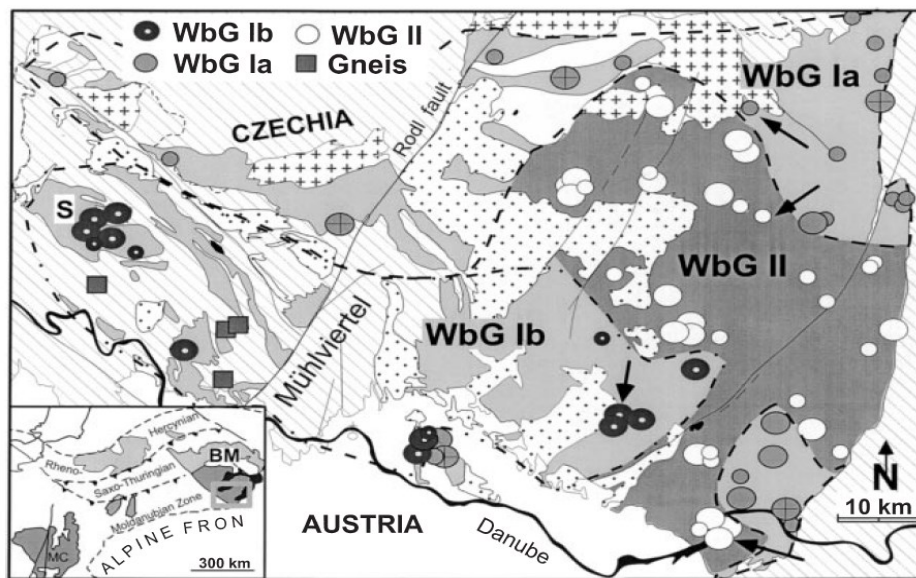 WbG Ib
WbG II
WbG Ia
Gneis
WbG Ia
CZECHIA
Rodl fault
S
WbG II
WbG Ib
Mühlviertel
Hercynian
BM
Rheno-
Saxo-Thuringian
Moldanubian Zone
ALPINE FRON
MC
300 km
AUSTRIA
Danube
N
10 km